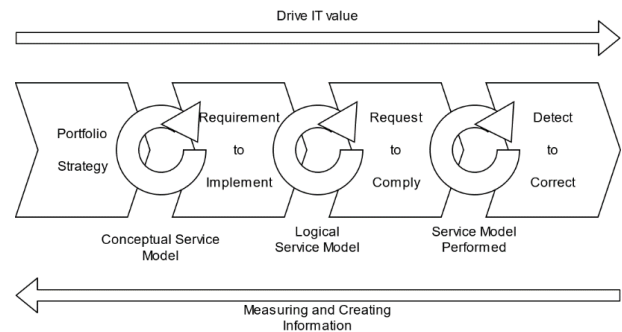 Drive IT value
Portfolio
Strategy
Requirement
to
Implement
Request
to
Comply
Detect
to
Correct
Conceptual Service
Model
Logical
Service Model
Service Model
Performed
Measuring and Creating
Information